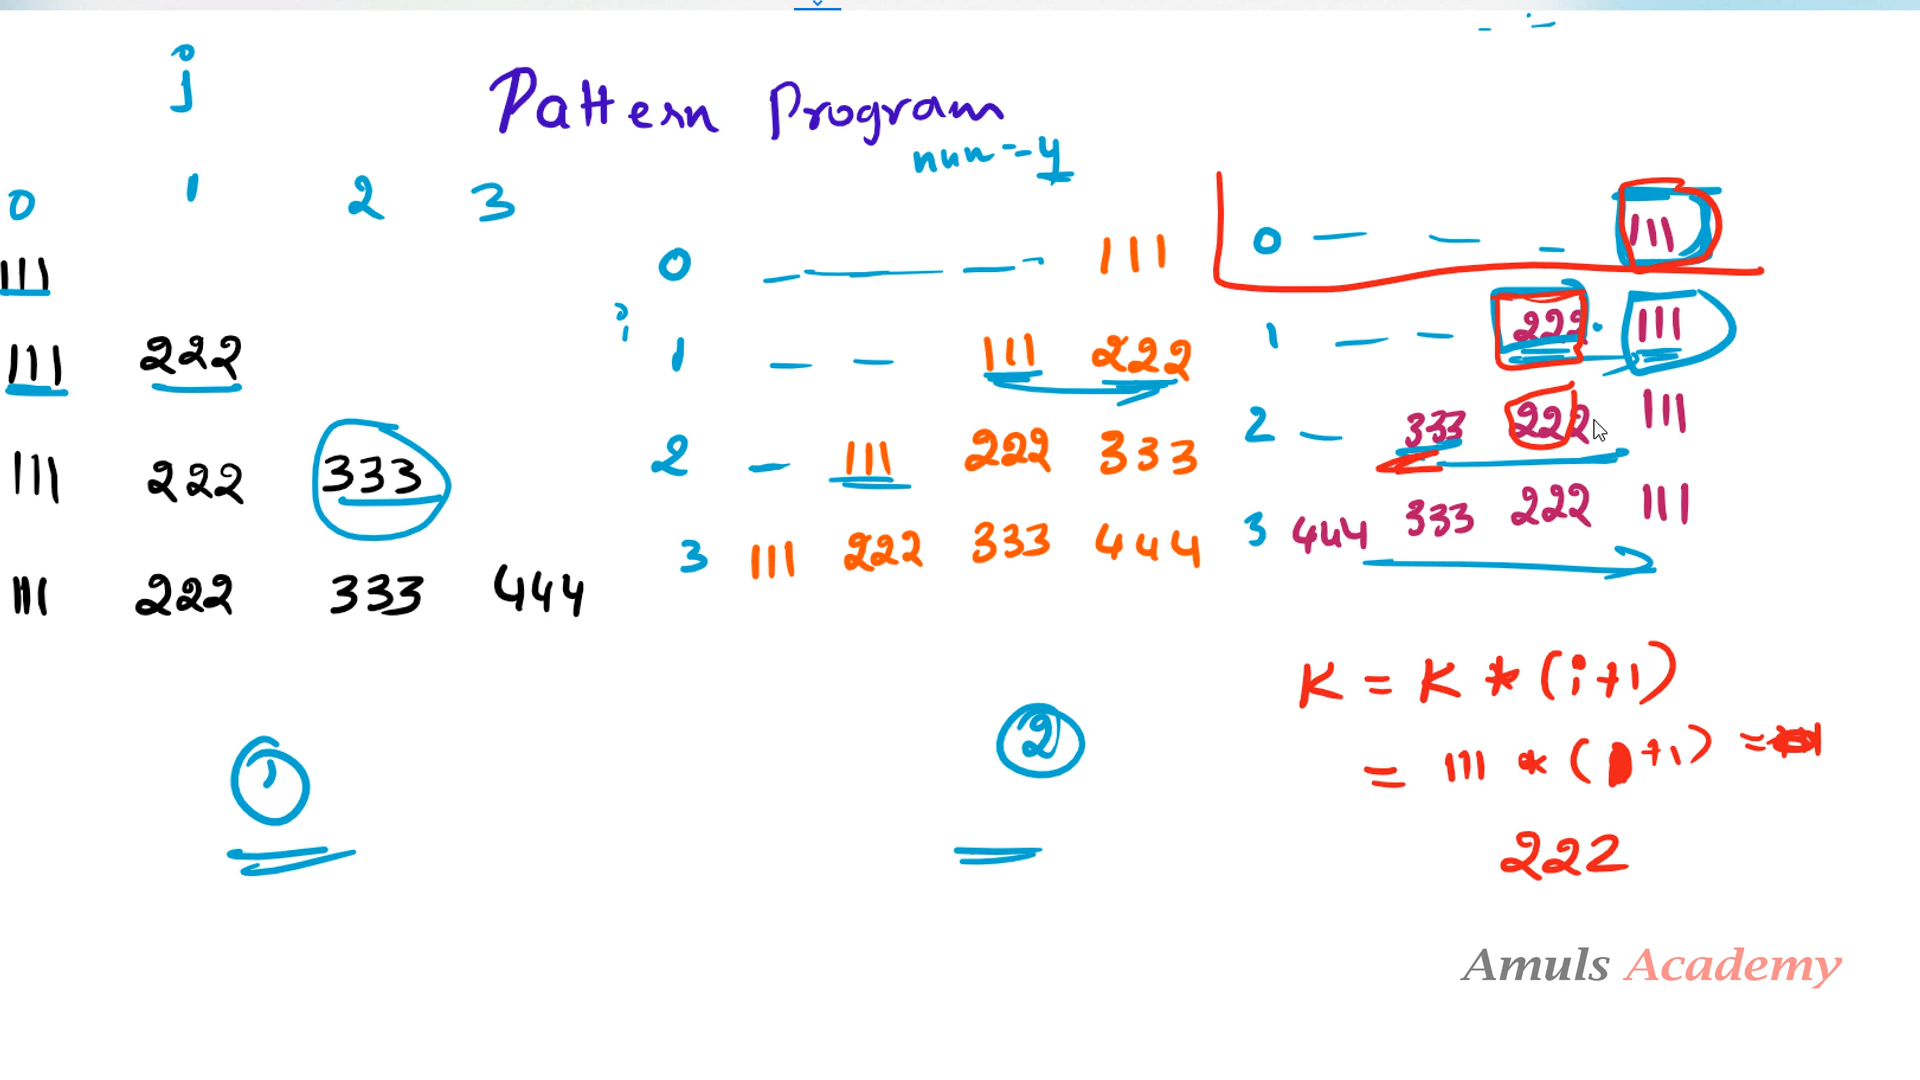 j
Pattern Program
num = 4
0 1 2 3
111
111 222
111 222 333
111 222 333 444
i
0 — — — 111
1 — — 111 222
2 — 111 222 333
3 111 222 333 444
0 — — — 111
1 — — 222 111
2 — 333 222 111
3 444 333 222 111
K = K * (i+1)
= 111 * (1+1) =
222
1
2
Amuls Academy